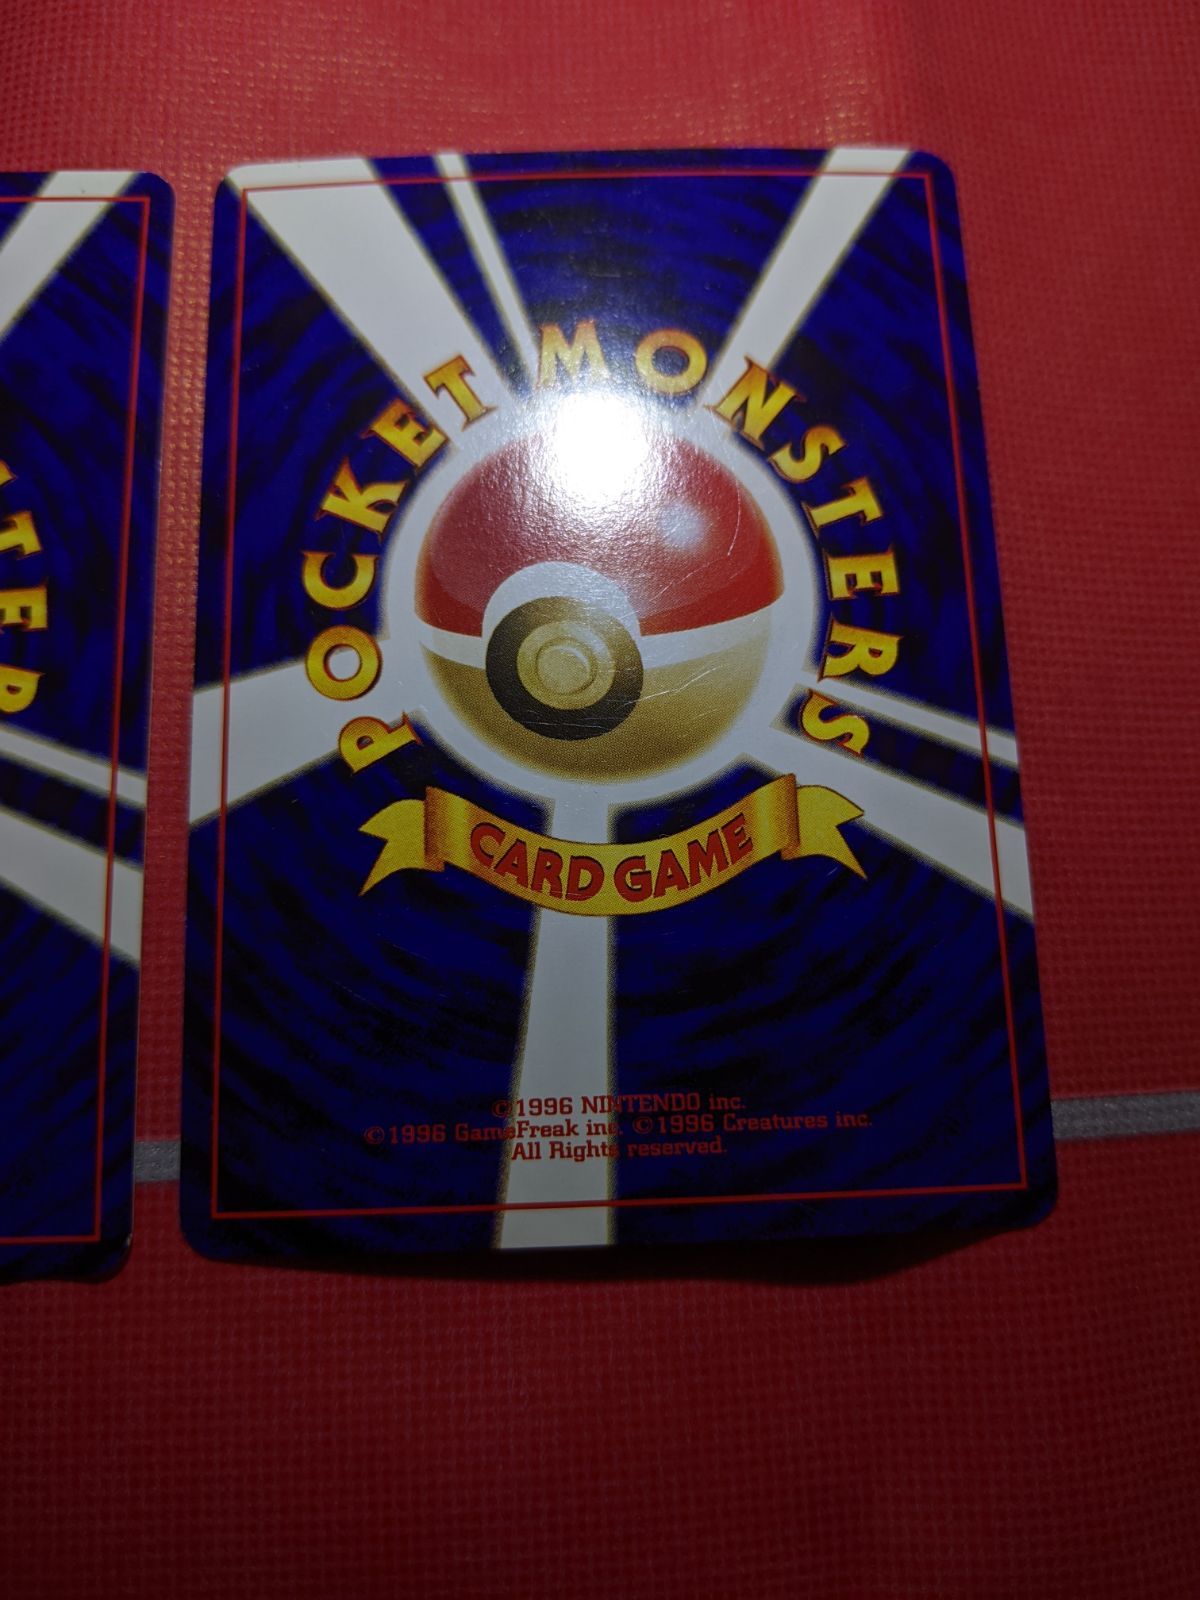 POCKET MONSTERS
CARD GAME
©1996 NINTENDO inc.
©1996 GameFreak inc. ©1996 Creatures inc.
All Rights reserved.